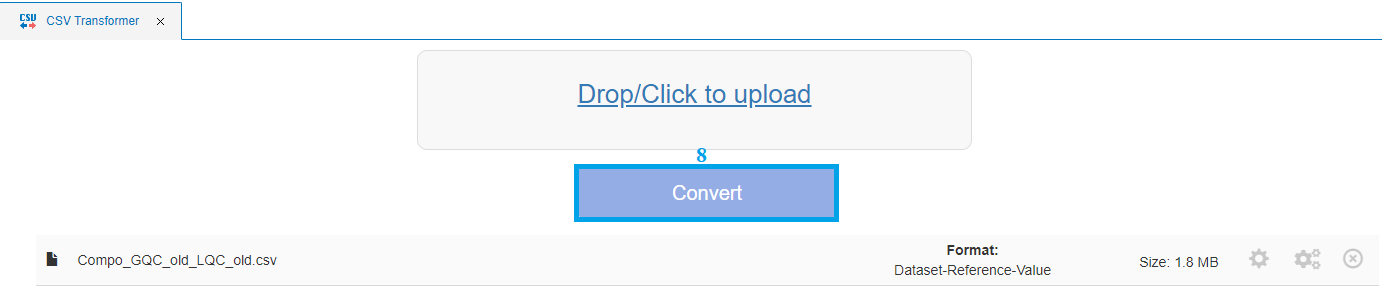 CSV CSV Transformer ×
Drop/Click to upload
8
Convert
Compo_GQC_old_LQC_old.csv
Format:
Dataset-Reference-Value
Size: 1.8 MB